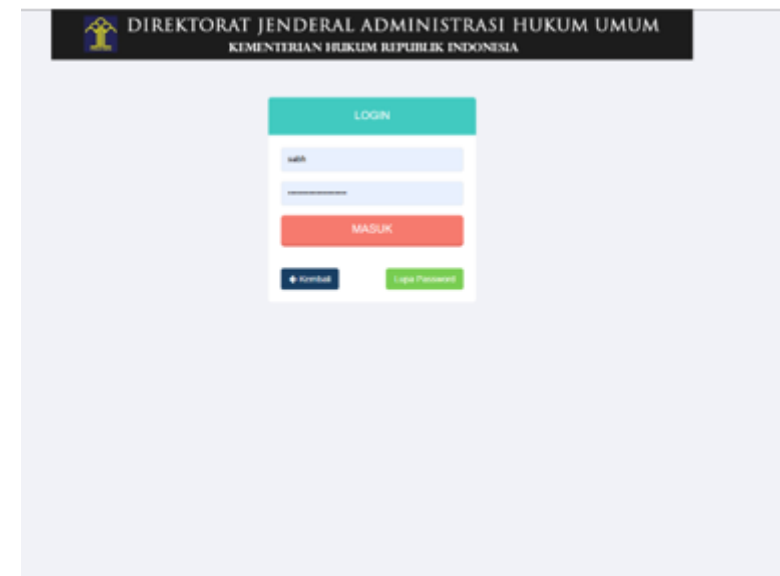 DIREKTORAT JENDERAL ADMINISTRASI HUKUM UMUM
KEMENTERIAN HUKUM REPUBLIK INDONESIA
LOGIN
sabh
MASUK
Kembali
Lupa Password